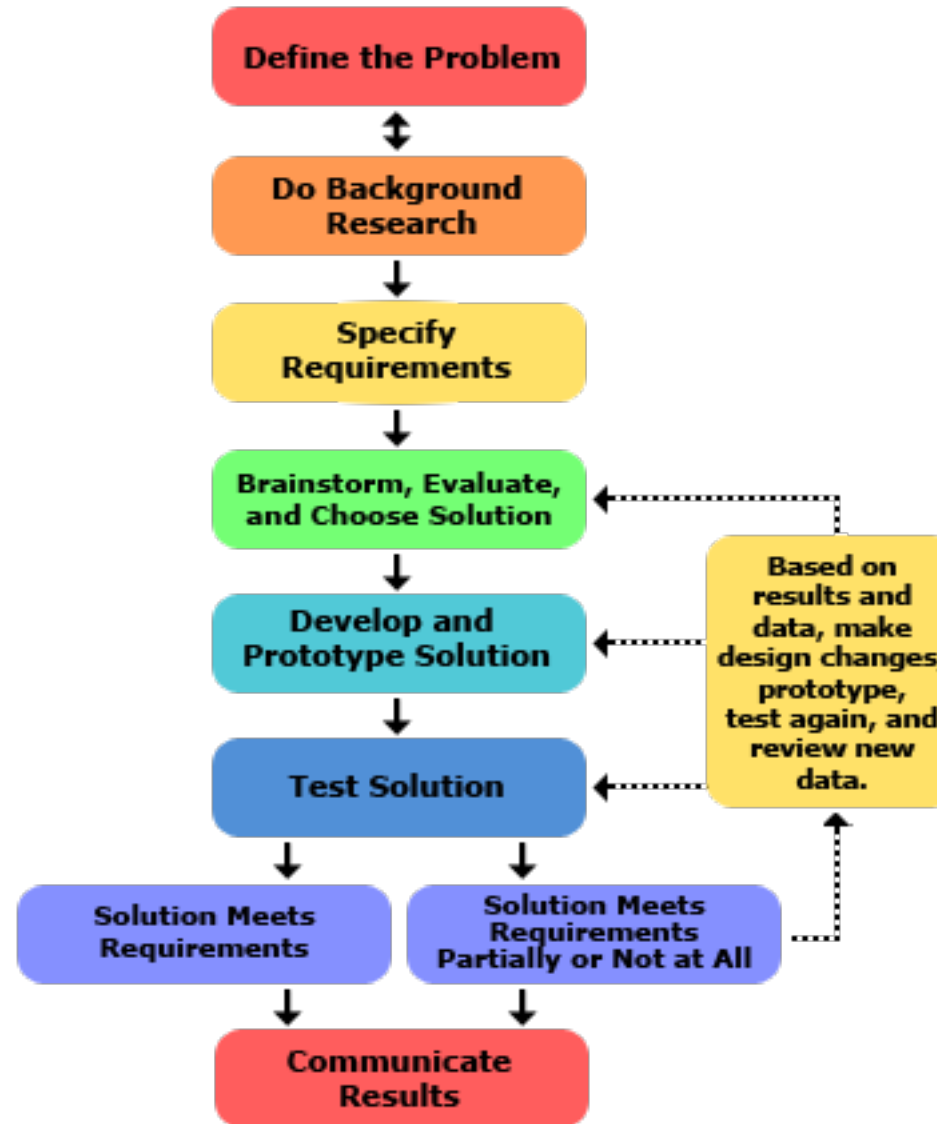 Define the Problem
Do Background
Research
Specify
Requirements
Brainstorm, Evaluate,
and Choose Solution
Develop and
Prototype Solution
Based on
results and
data, make
design changes
prototype,
test again, and
review new
data.
Test Solution
Solution Meets
Requirements
Solution Meets
Requirements
Partially or Not at All
Communicate
Results